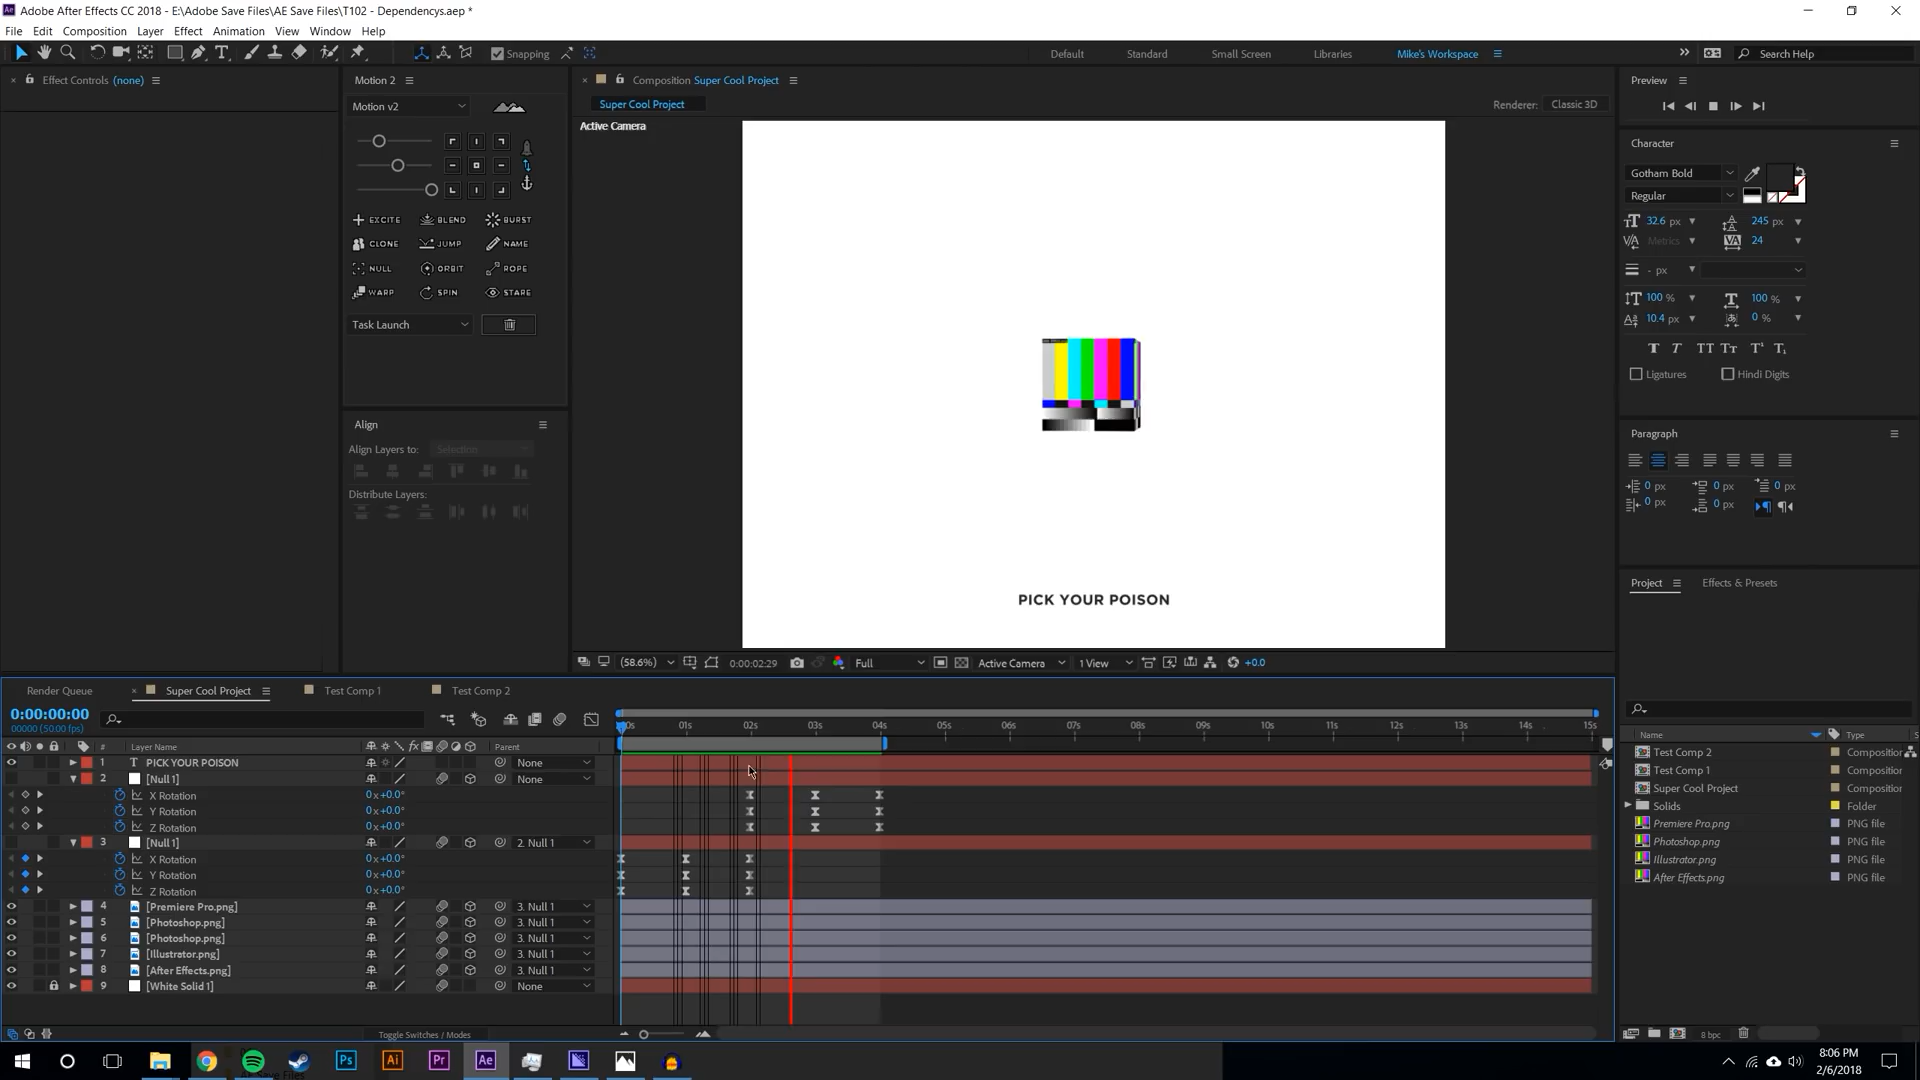 Adobe After Effects CC 2018 - E:\Adobe Save Files\AE Save Files\T102 - Dependencys.aep *
File Edit Composition Layer Effect Animation View Window Help
Snapping
Default Standard Small Screen Libraries Mike's Workspace
Search Help
Effect Controls (none)
Motion 2
Motion v2
EXCITE BLEND BURST
CLONE JUMP NAME
NULL ORBIT ROPE
WARP SPIN STARE
Task Launch
Align
Align Layers to: Selection
Distribute Layers:
Composition Super Cool Project
Super Cool Project
Renderer: Classic 3D
Active Camera
PICK YOUR POISON
(58.6%) 0:00:02:29 Full Active Camera 1 View +0.0
Preview
Character
Gotham Bold
Regular
32.6 px 245 px
Metrics 24
- px
100 % 100 %
10.4 px 0 %
Ligatures Hindi Digits
Paragraph
0 px 0 px 0 px
0 px 0 px
Project Effects & Presets
Name Type
Test Comp 2 Compositio
Test Comp 1 Compositio
Super Cool Project Compositio
Solids Folder
Premiere Pro.png PNG file
Photoshop.png PNG file
Illustrator.png PNG file
After Effects.png PNG file
8 bpc
Render Queue Super Cool Project Test Comp 1 Test Comp 2
0:00:00:00
00000 (50.00 fps)
00s 01s 02s 03s 04s 05s 06s 07s 08s 09s 10s 11s 12s 13s 14s 15s
# Layer Name fx Parent
1 T PICK YOUR POISON None
2 [Null 1] None
X Rotation 0x+0.0°
Y Rotation 0x+0.0°
Z Rotation 0x+0.0°
3 [Null 1] 2. Null 1
X Rotation 0x+0.0°
Y Rotation 0x+0.0°
Z Rotation 0x+0.0°
4 [Premiere Pro.png] 3. Null 1
5 [Photoshop.png] 3. Null 1
6 [Photoshop.png] 3. Null 1
7 [Illustrator.png] 3. Null 1
8 [After Effects.png] 3. Null 1
9 [White Solid 1] None
Toggle Switches / Modes
Ps Ai Pr Ae
AE Save Files
8:06 PM
2/6/2018